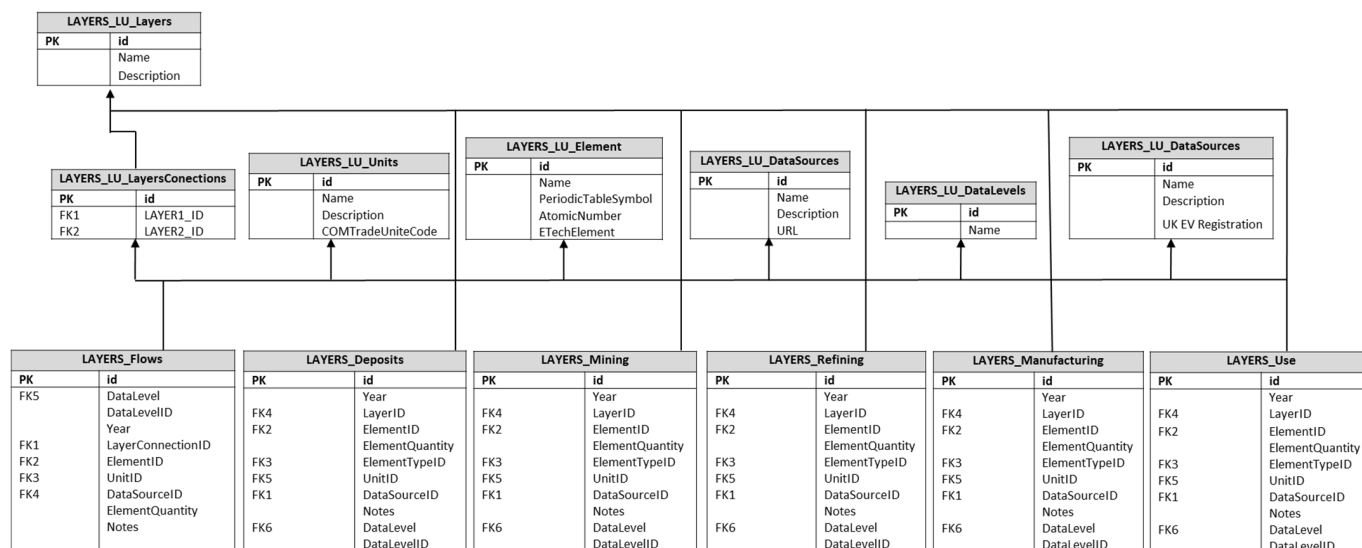 LAYERS_LU_Layers
PK id
Name
Description
LAYERS_LU_LayersConections
PK id
FK1 LAYER1_ID
FK2 LAYER2_ID
LAYERS_LU_Units
PK id
Name
Description
COMTradeUniteCode
LAYERS_LU_Element
PK id
Name
PeriodicTableSymbol
AtomicNumber
ETechElement
LAYERS_LU_DataSources
PK id
Name
Description
URL
LAYERS_LU_DataLevels
PK id
Name
LAYERS_LU_DataSources
PK id
Name
Description
UK EV Registration
LAYERS_Flows
PK id
FK5 DataLevel
DataLevelID
Year
FK1 LayerConnectionID
FK2 ElementID
FK3 UnitID
FK4 DataSourceID
ElementQuantity
Notes
LAYERS_Deposits
PK id
Year
FK4 LayerID
FK2 ElementID
ElementQuantity
FK3 ElementTypeID
FK5 UnitID
FK1 DataSourceID
Notes
FK6 DataLevel
DataLevelID
LAYERS_Mining
PK id
Year
FK4 LayerID
FK2 ElementID
ElementQuantity
FK3 ElementTypeID
FK5 UnitID
FK1 DataSourceID
Notes
FK6 DataLevel
DataLevelID
LAYERS_Refining
PK id
Year
FK4 LayerID
FK2 ElementID
ElementQuantity
FK3 ElementTypeID
FK5 UnitID
FK1 DataSourceID
Notes
FK6 DataLevel
DataLevelID
LAYERS_Manufacturing
PK id
Year
FK4 LayerID
FK2 ElementID
ElementQuantity
FK3 ElementTypeID
FK5 UnitID
FK1 DataSourceID
Notes
FK6 DataLevel
DataLevelID
LAYERS_Use
PK id
Year
FK4 LayerID
FK2 ElementID
ElementQuantity
FK3 ElementTypeID
FK5 UnitID
FK1 DataSourceID
Notes
FK6 DataLevel
DataLevelID